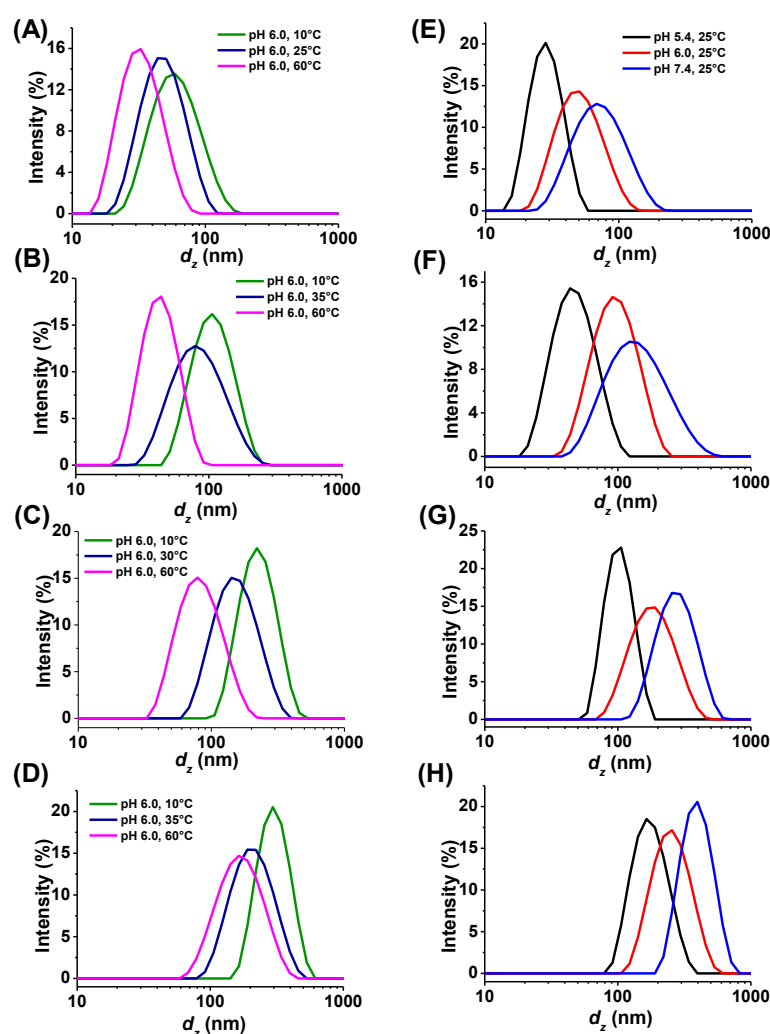 (A)
pH 6.0, 10°C
pH 6.0, 25°C
pH 6.0, 60°C
Intensity (%)
16
12
8
4
0
10
100
1000
dz (nm)
(E)
pH 5.4, 25°C
pH 6.0, 25°C
pH 7.4, 25°C
Intensity (%)
20
15
10
5
0
10
100
1000
dz (nm)
(B)
pH 6.0, 10°C
pH 6.0, 35°C
pH 6.0, 60°C
Intensity (%)
20
15
10
5
0
10
100
1000
dz (nm)
(F)
Intensity (%)
16
12
8
4
0
10
100
1000
dz (nm)
(C)
pH 6.0, 10°C
pH 6.0, 30°C
pH 6.0, 60°C
Intensity (%)
20
15
10
5
0
10
100
1000
dz (nm)
(G)
Intensity (%)
25
20
15
10
5
0
10
100
1000
dz (nm)
(D)
pH 6.0, 10°C
pH 6.0, 35°C
pH 6.0, 60°C
Intensity (%)
20
15
10
5
0
10
100
1000
dz (nm)
(H)
Intensity (%)
20
15
10
5
0
10
100
1000
dz (nm)